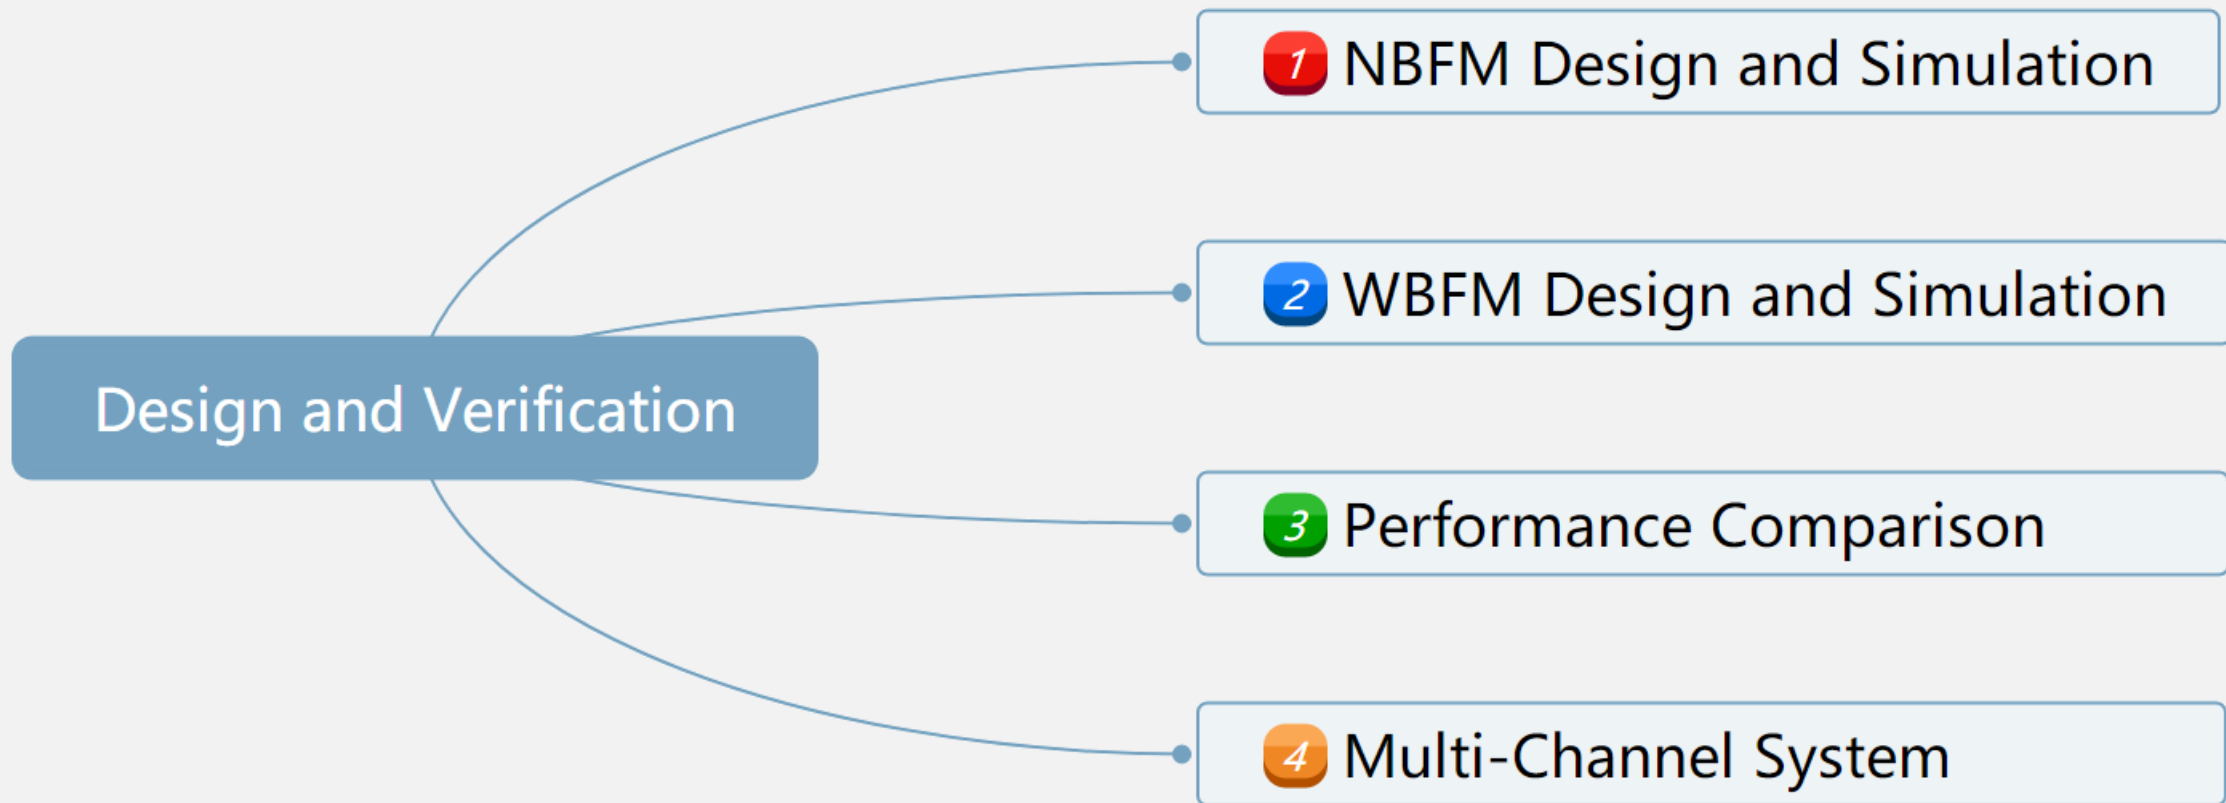 1 NBFM Design and Simulation
2 WBFM Design and Simulation
Design and Verification
3 Performance Comparison
4 Multi-Channel System